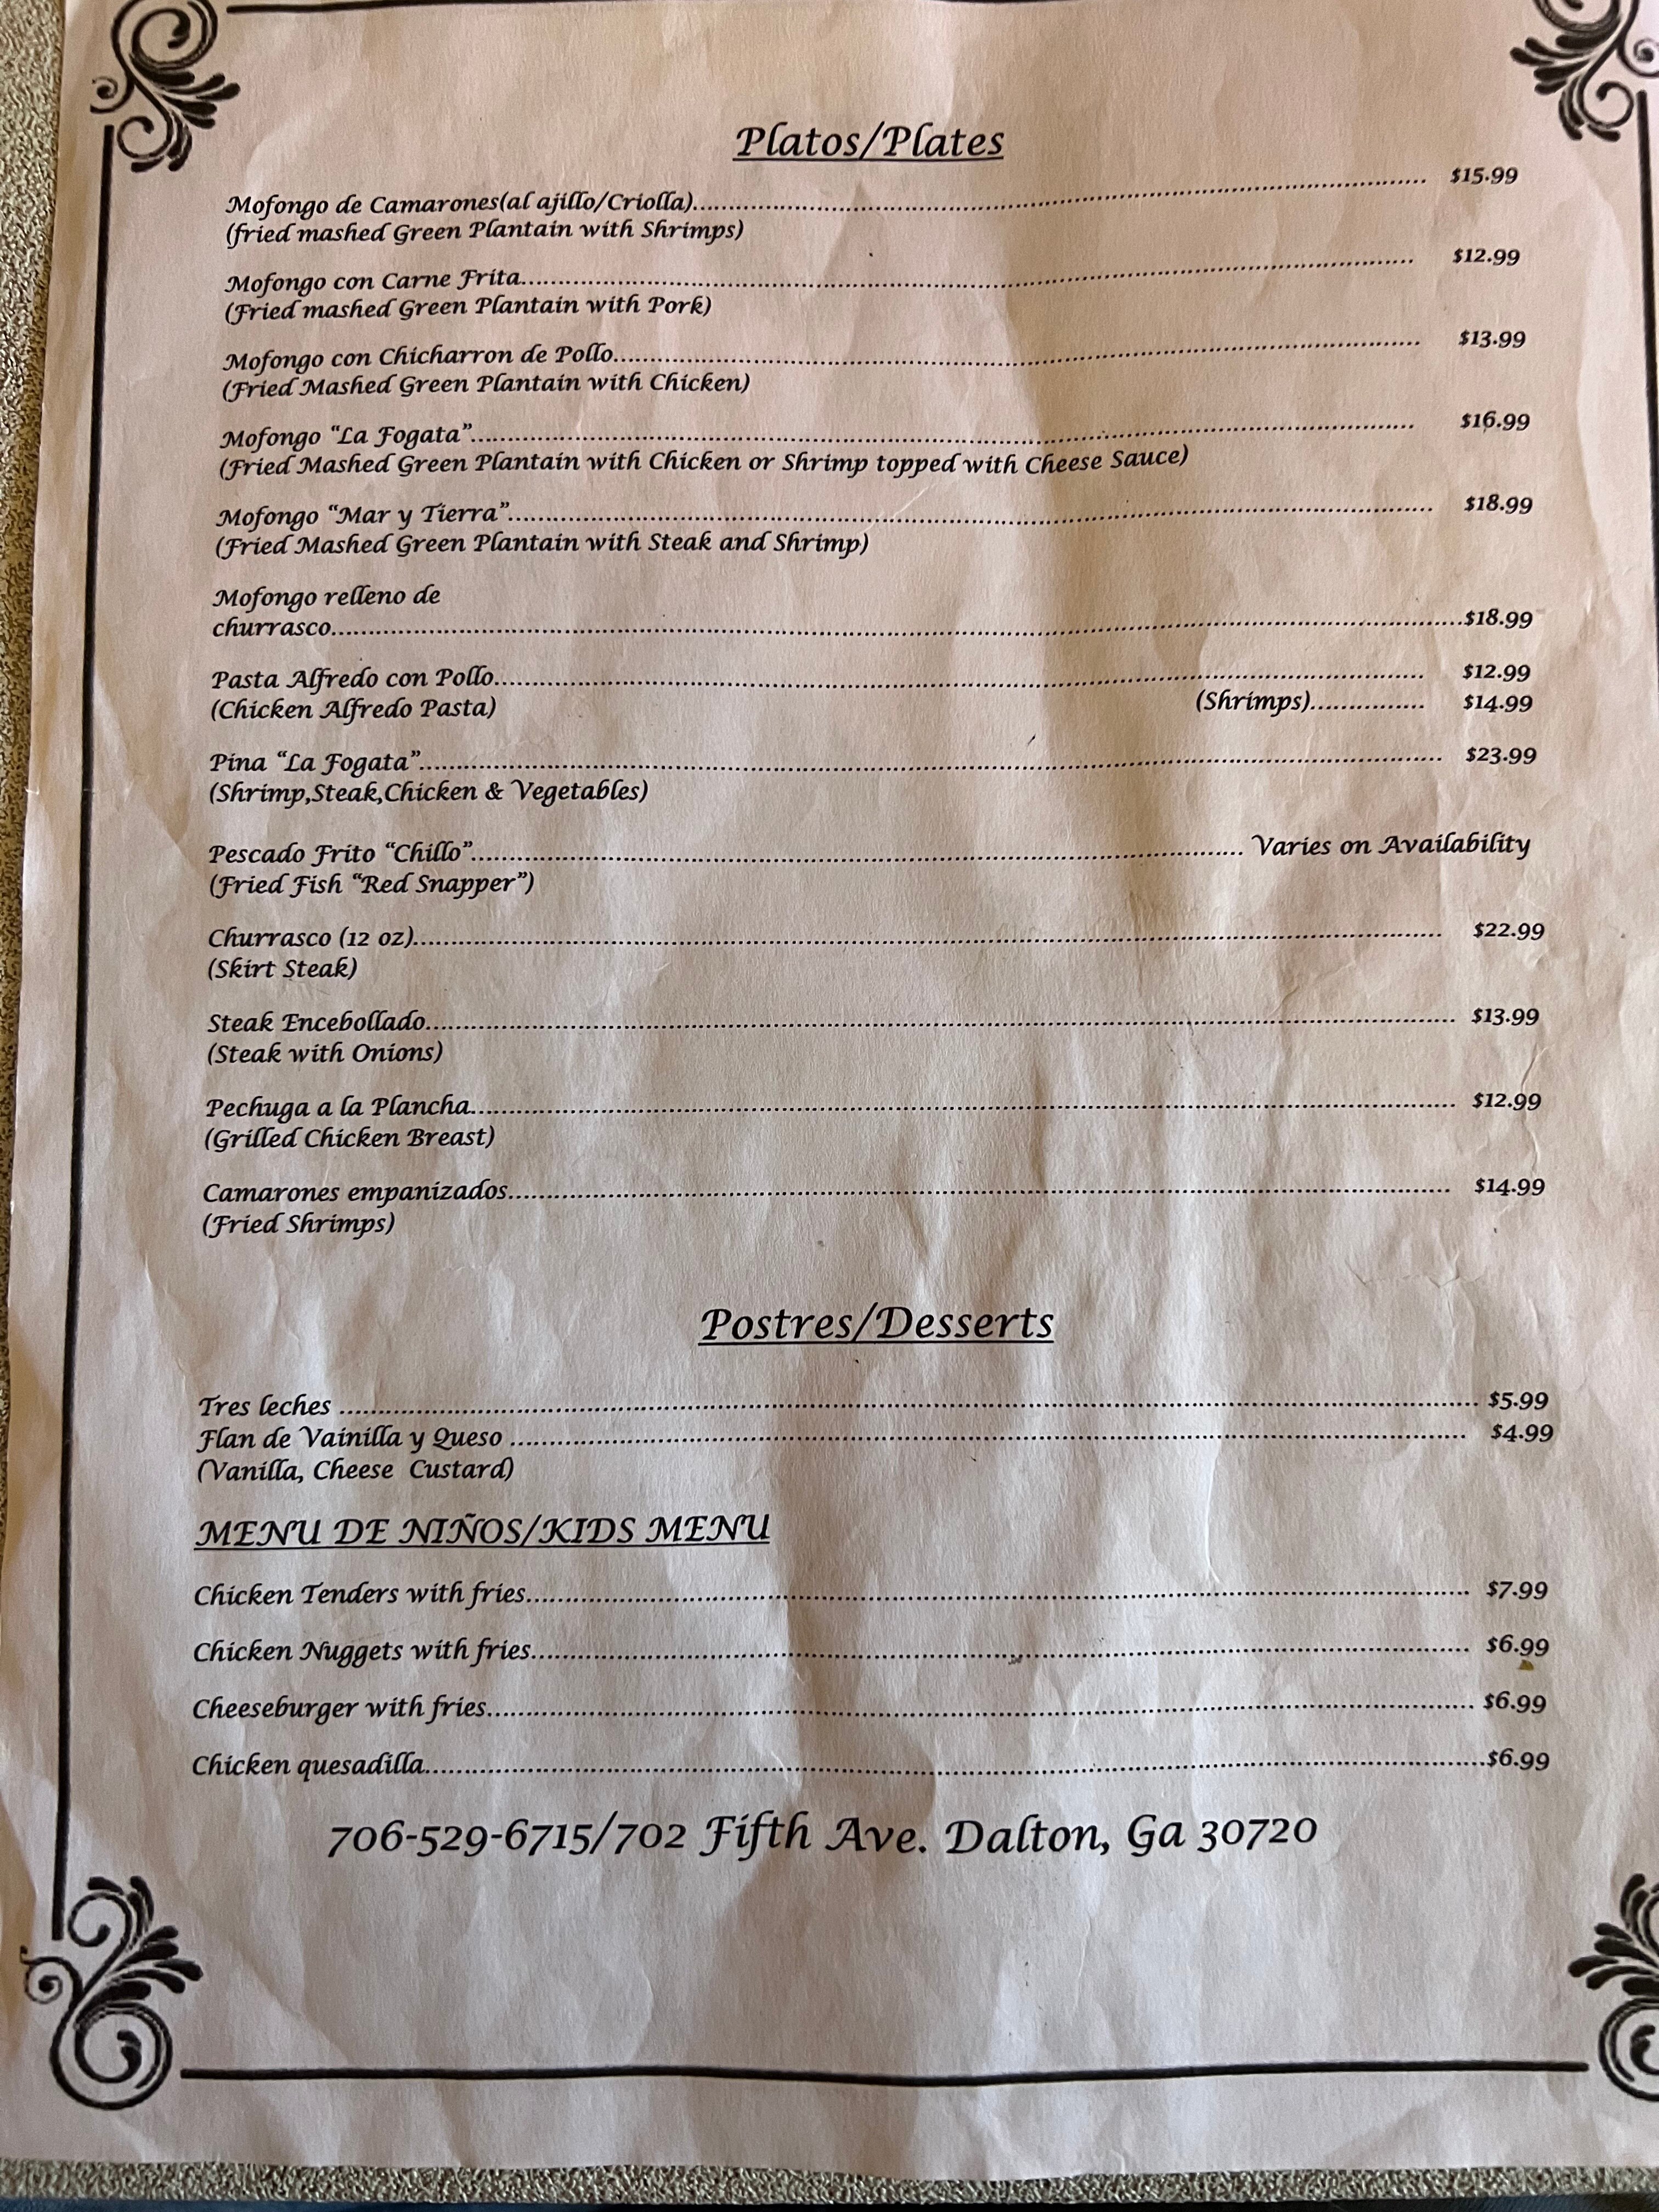 Platos/Plates
Mofongo de Camarones(al ajillo/Criolla)........ $15.99
(fried mashed Green Plantain with Shrimps)
Mofongo con Carne Frita........ $12.99
(Fried mashed Green Plantain with Pork)
Mofongo con Chicharron de Pollo........ $13.99
(Fried Mashed Green Plantain with Chicken)
Mofongo “La Fogata”........ $16.99
(Fried Mashed Green Plantain with Chicken or Shrimp topped with Cheese Sauce)
Mofongo “Mar y Tierra”........ $18.99
(Fried Mashed Green Plantain with Steak and Shrimp)
Mofongo relleno de
churrasco........$18.99
Pasta Alfredo con Pollo........ $12.99
(Chicken Alfredo Pasta) (Shrimps)........ $14.99
Pina “La Fogata”........ $23.99
(Shrimp,Steak,Chicken & Vegetables)
Pescado Frito “Chillo”........ Varies on Availability
(Fried Fish “Red Snapper”)
Churrasco (12 oz)........ $22.99
(Skirt Steak)
Steak Encebollado........ $13.99
(Steak with Onions)
Pechuga a la Plancha........ $12.99
(Grilled Chicken Breast)
Camarones empanizados........ $14.99
(Fried Shrimps)
Postres/Desserts
Tres leches ........ $5.99
Flan de Vainilla y Queso ........ $4.99
(Vanilla, Cheese Custard)
MENU DE NIÑOS/KIDS MENU
Chicken Tenders with fries........ $7.99
Chicken Nuggets with fries........ $6.99
Cheeseburger with fries........ $6.99
Chicken quesadilla........$6.99
706-529-6715/702 Fifth Ave. Dalton, Ga 30720